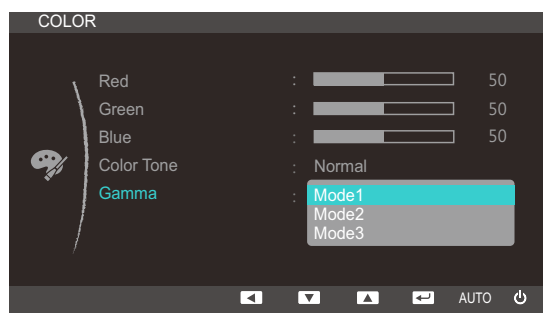 COLOR
Red : 50
Green : 50
Blue : 50
Color Tone : Normal
Gamma : Mode1
Mode2
Mode3
AUTO